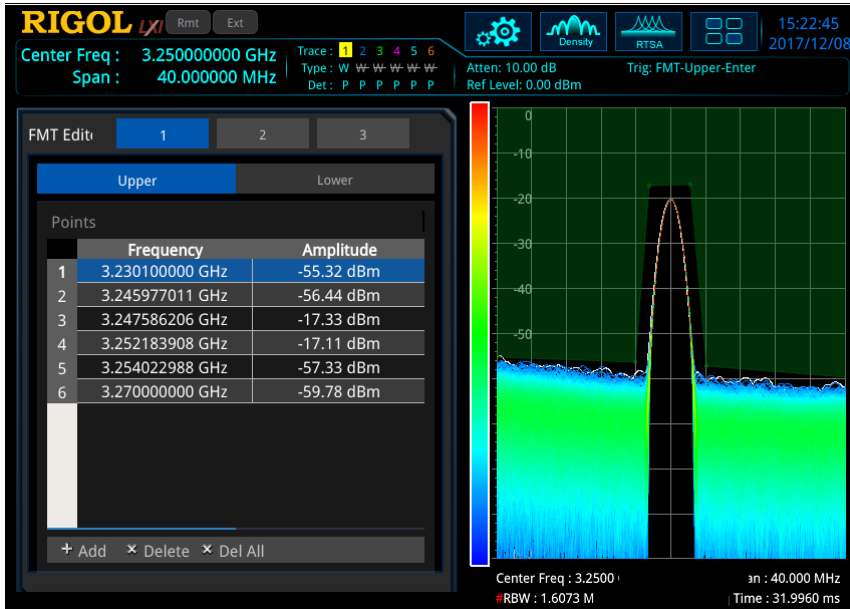 RIGOL LXI Rmt Ext
Density RTSA 15:22:45
2017/12/08
Center Freq : 3.250000000 GHz
Span : 40.000000 MHz
Trace : 1 2 3 4 5 6
Type : W W W W W W
Det : P P P P P P
Atten: 10.00 dB Trig: FMT-Upper-Enter
Ref Level: 0.00 dBm
FMT Edit 1 2 3
Upper Lower
Points
Frequency Amplitude
1 3.230100000 GHz -55.32 dBm
2 3.245977011 GHz -56.44 dBm
3 3.247586206 GHz -17.33 dBm
4 3.252183908 GHz -17.11 dBm
5 3.254022988 GHz -57.33 dBm
6 3.270000000 GHz -59.78 dBm
+ Add × Delete × Del All
0
-10
-20
-30
-40
-50
Center Freq : 3.2500 an : 40.000 MHz
#RBW : 1.6073 M Time : 31.9960 ms